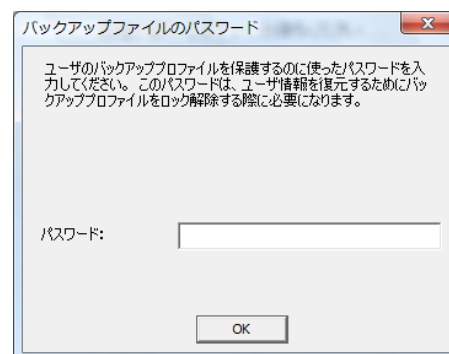 バックアップファイルのパスワード
ユーザのバックアッププロファイルを保護するのに使ったパスワードを入
力してください。 このパスワードは、ユーザ情報を復元するためにバッ
クアッププロファイルをロック解除する際に必要になります。
パスワード:
OK